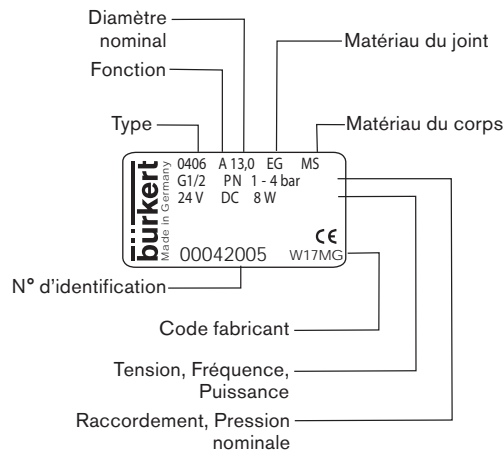 Diamètre
nominal
Matériau du joint
Fonction
Type
Matériau du corps
bürkert
Made in Germany
0406 A 13,0 EG MS
G1/2 PN 1 - 4 bar
24 V DC 8 W
CE
00042005 W17MG
N° d'identification
Code fabricant
Tension, Fréquence,
Puissance
Raccordement, Pression
nominale